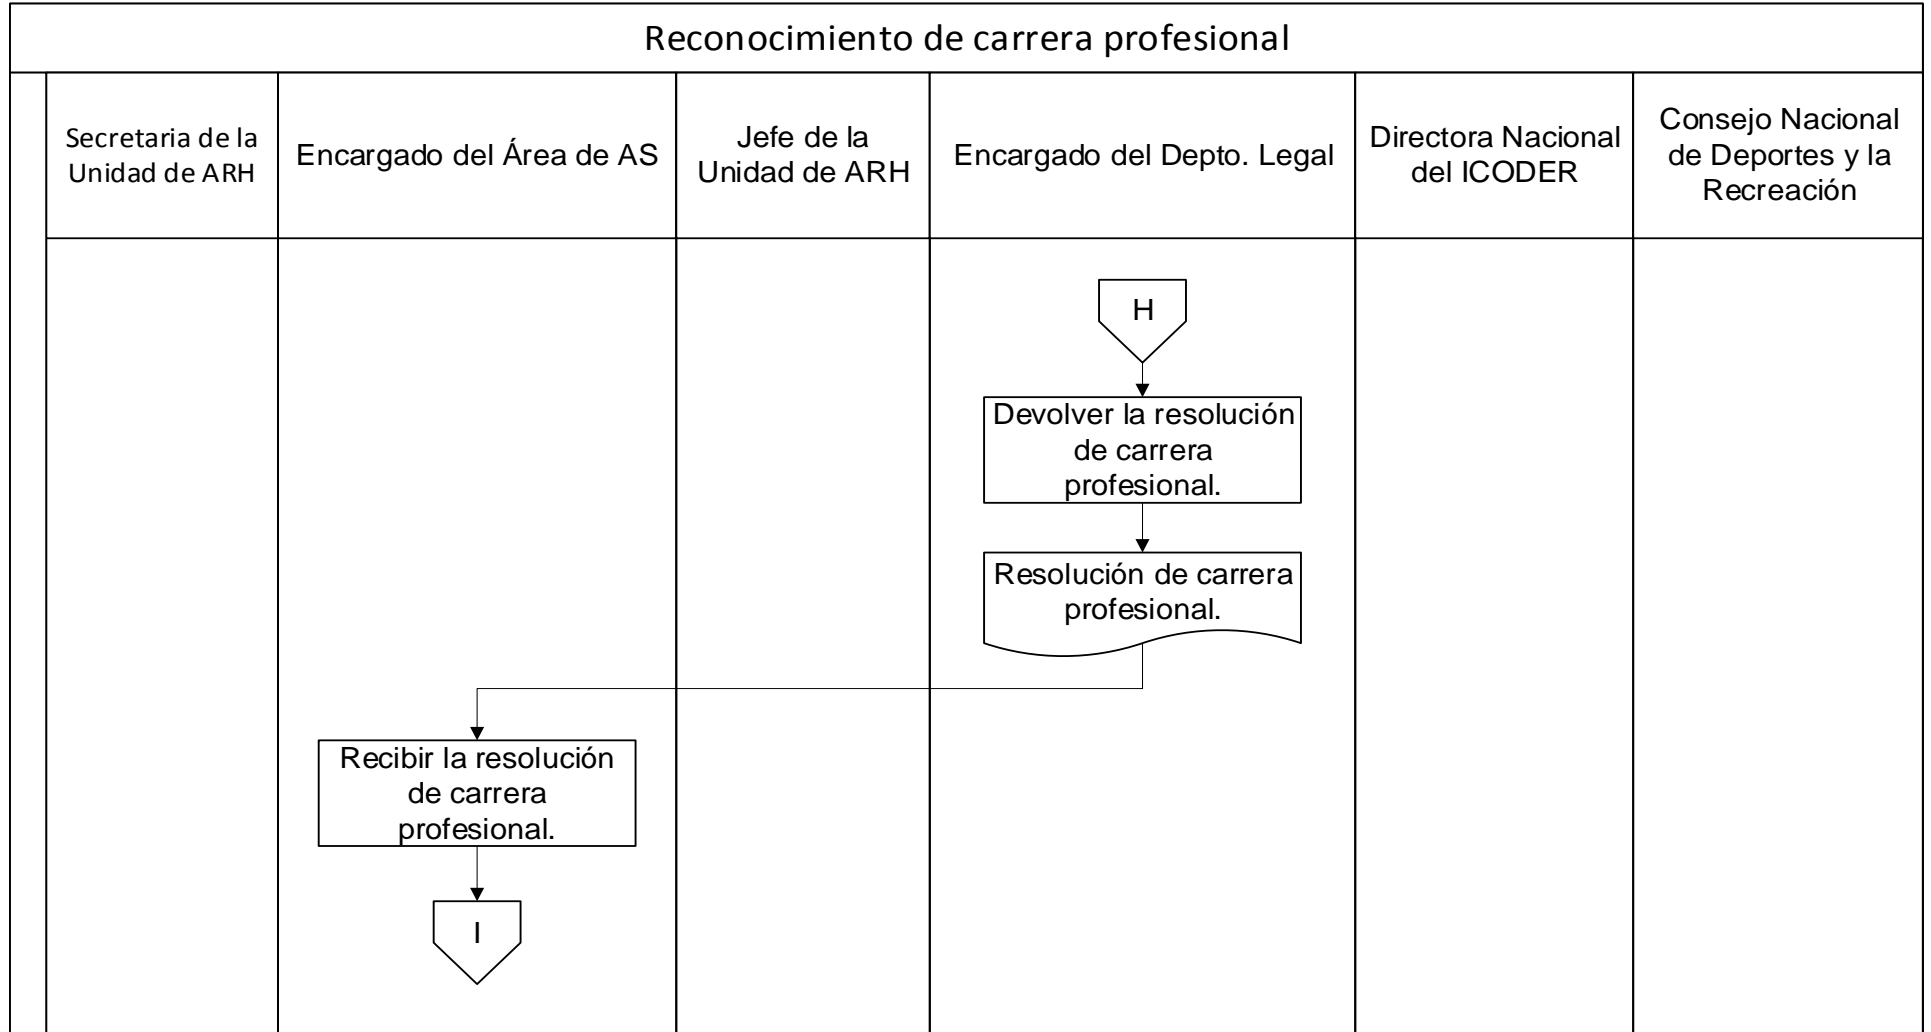 Reconocimiento de carrera profesional
Secretaria de la
Unidad de ARH
Encargado del Área de AS
Jefe de la
Unidad de ARH
Encargado del Depto. Legal
Directora Nacional
del ICODER
Consejo Nacional
de Deportes y la
Recreación
H
Devolver la resolución
de carrera
profesional.
Resolución de carrera
profesional.
Recibir la resolución
de carrera
profesional.
I